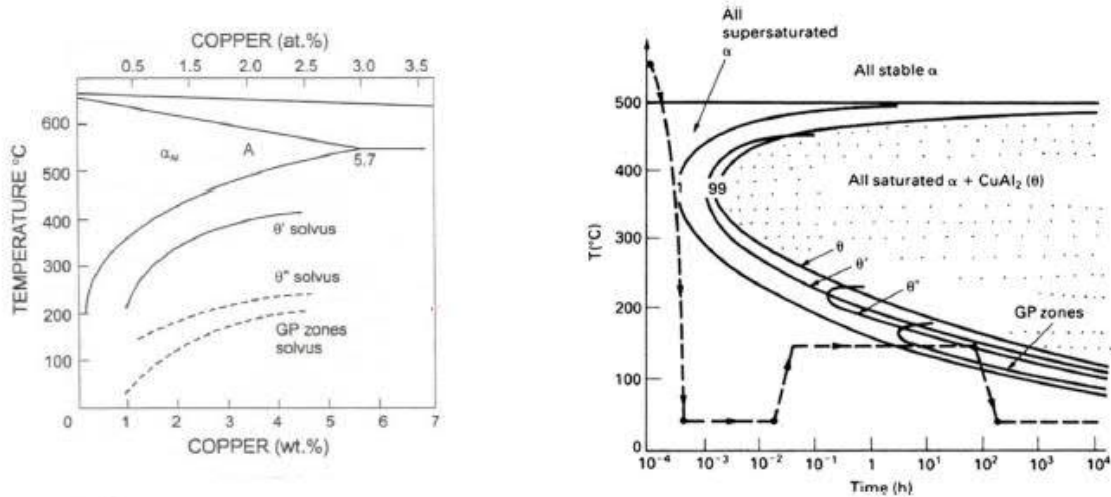 COPPER (at.%)
0.5 1.0 1.5 2.0 2.5 3.0 3.5
TEMPERATURE °C
600
500
400
300
200
100
0
α_Al
A
5.7
θ' solvus
θ" solvus
GP zones
solvus
1 2 3 4 5 6 7
COPPER (wt.%)
All
supersaturated
α
All stable α
T(°C)
500
400
300
200
100
0
1
99
All saturated α + CuAl₂ (θ)
θ
θ'
θ"
GP zones
10⁻⁴ 10⁻³ 10⁻² 10⁻¹ 1 10¹ 10² 10³ 10⁴
Time (h)